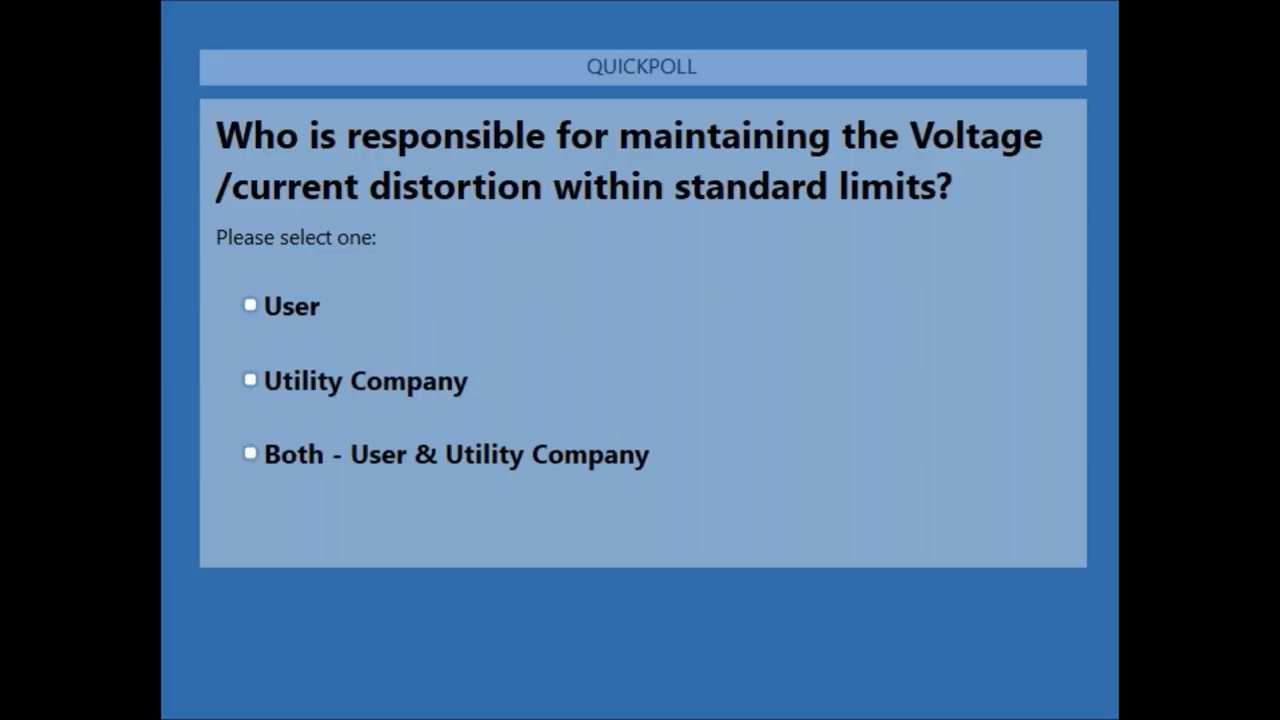 QUICKPOLL
Who is responsible for maintaining the Voltage
/current distortion within standard limits?
Please select one:
User
Utility Company
Both - User & Utility Company